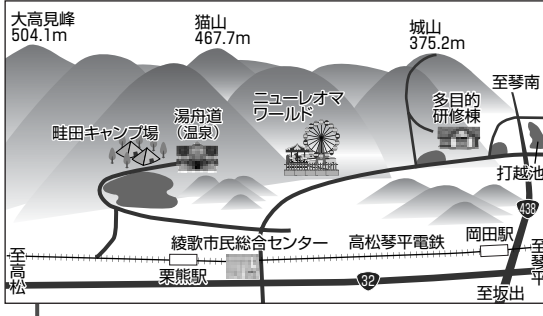 大高見峰
504.1m
猫山
467.7m
城山
375.2m
至琴南
ニューレオマ
ワールド
多目的
研修棟
湯舟道
（温泉）
畦田キャンプ場
打越池
438
綾歌市民総合センター
高松琴平電鉄
岡田駅
至高松
栗熊駅
32
至琴平
至坂出